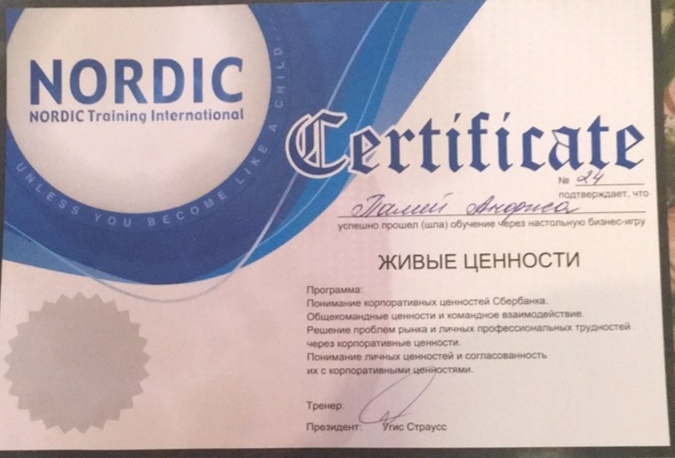 NORDIC
NORDIC Training International
UNLESS YOU BECOME LIKE A CHILD...
Certificate
№ 24
подтверждает, что
успешно прошел (шла) обучение через настольную бизнес-игру
ЖИВЫЕ ЦЕННОСТИ
Программа:
Понимание корпоративных ценностей Сбербанка.
Общекомандные ценности и командное взаимодействие.
Решение проблем рынка и личных профессиональных трудностей
через корпоративные ценности.
Понимание личных ценностей и согласованность
их с корпоративными ценностями.
Тренер:
Президент: Угис Страусс